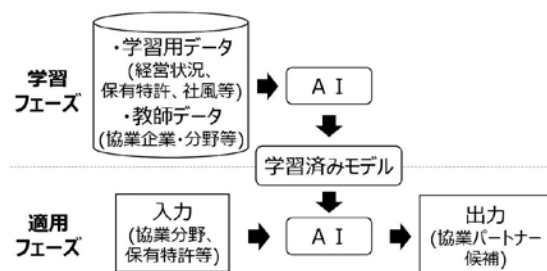 学習
フェーズ
・学習用データ
(経営状況、
保有特許、社風等)
・教師データ
(協業企業・分野等)
ＡＩ
学習済みモデル
適用
フェーズ
入力
(協業分野、
保有特許等)
ＡＩ
出力
(協業パートナー
候補)